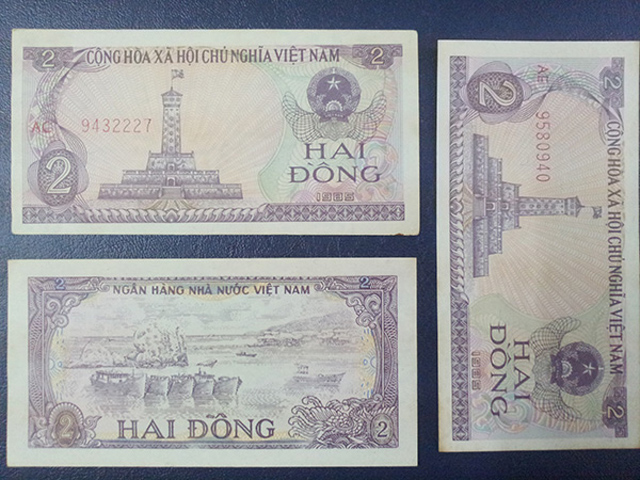 2 CỘNG HÒA XÃ HỘI CHỦ NGHĨA VIỆT NAM 2
AE 9432227
2
HAI
ĐỒNG
1985
2 2
NGÂN HÀNG NHÀ NƯỚC VIỆT NAM
2 HAI ĐỒNG 2
2 CỘNG HÒA XÃ HỘI CHỦ NGHĨA VIỆT NAM 2
AE 9580940
2
HAI
ĐỒNG
1985